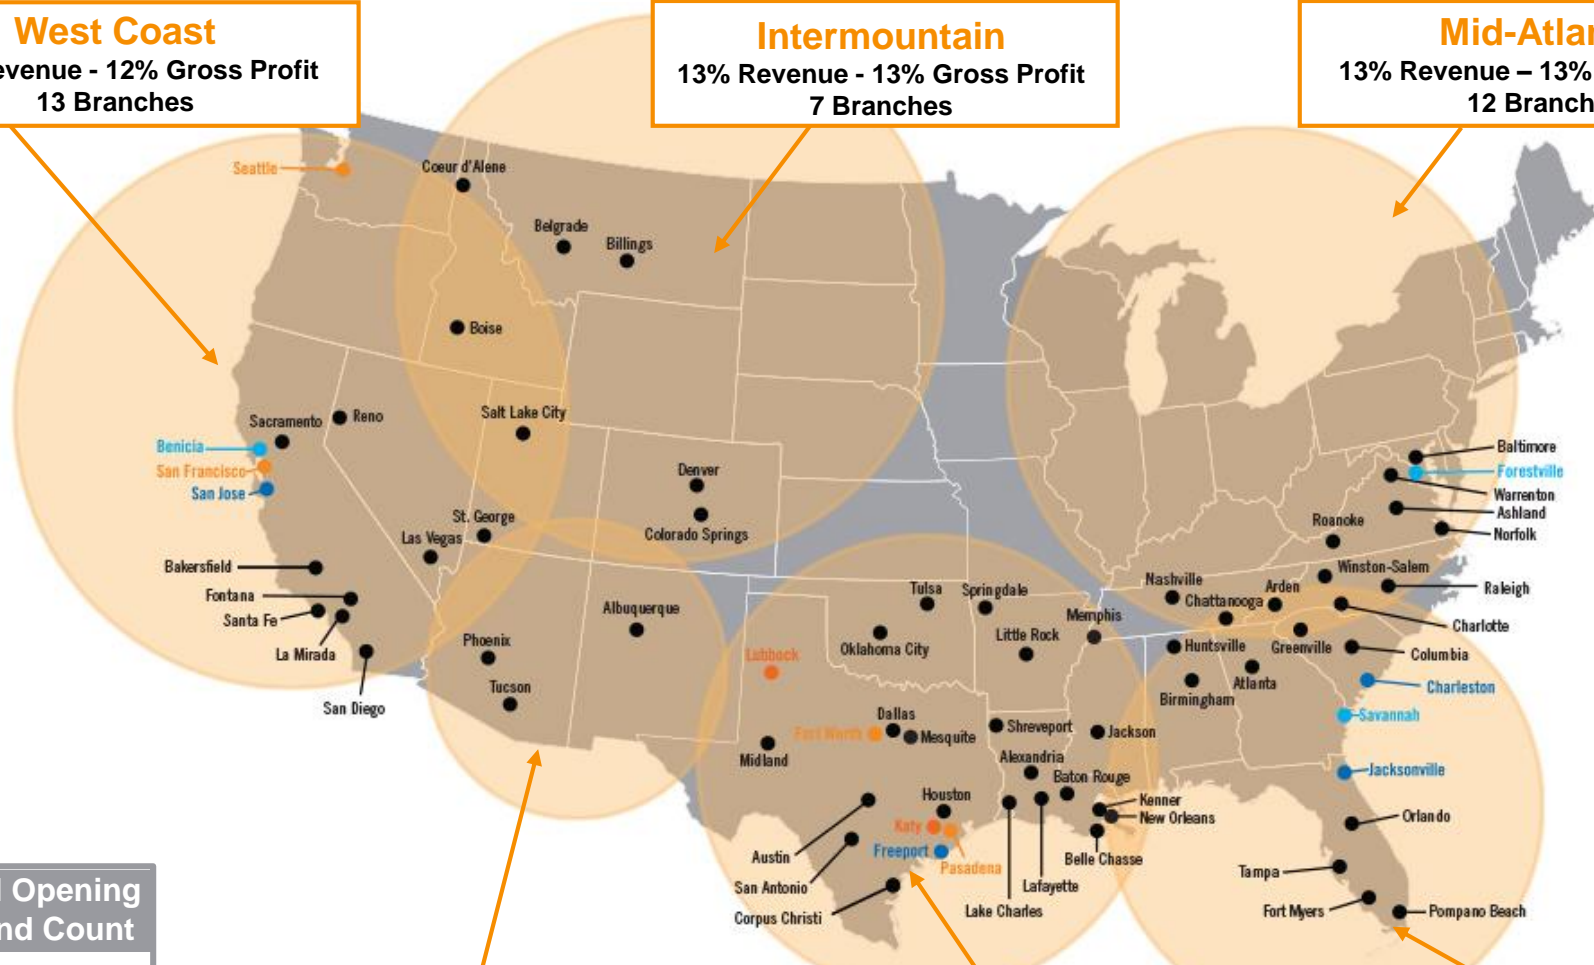 West Coast
evenue - 12% Gross Profit
13 Branches
Intermountain
13% Revenue - 13% Gross Profit
7 Branches
Mid-Atla
13% Revenue – 13%
12 Branch
Seattle
Coeur d'Alene
Belgrade
Billings
Boise
Salt Lake City
Sacramento
Reno
Benicia
San Francisco
San Jose
Denver
Colorado Springs
St. George
Las Vegas
Bakersfield
Fontana
Santa Fe
La Mirada
San Diego
Phoenix
Tucson
Albuquerque
Baltimore
Forestville
Warrenton
Ashland
Norfolk
Roanoke
Winston-Salem
Raleigh
Nashville
Chattanooga
Arden
Charlotte
Tulsa
Springdale
Memphis
Oklahoma City
Little Rock
Huntsville
Greenville
Columbia
Birmingham
Atlanta
Charleston
Savannah
Jacksonville
Lubbock
Fort Worth
Dallas
Mesquite
Midland
Shreveport
Jackson
Alexandria
Baton Rouge
Kenner
New Orleans
Belle Chasse
Houston
Katy
Pasadena
Freeport
Austin
San Antonio
Corpus Christi
Lake Charles
Lafayette
Orlando
Tampa
Fort Myers
Pompano Beach
Opening
nd Count